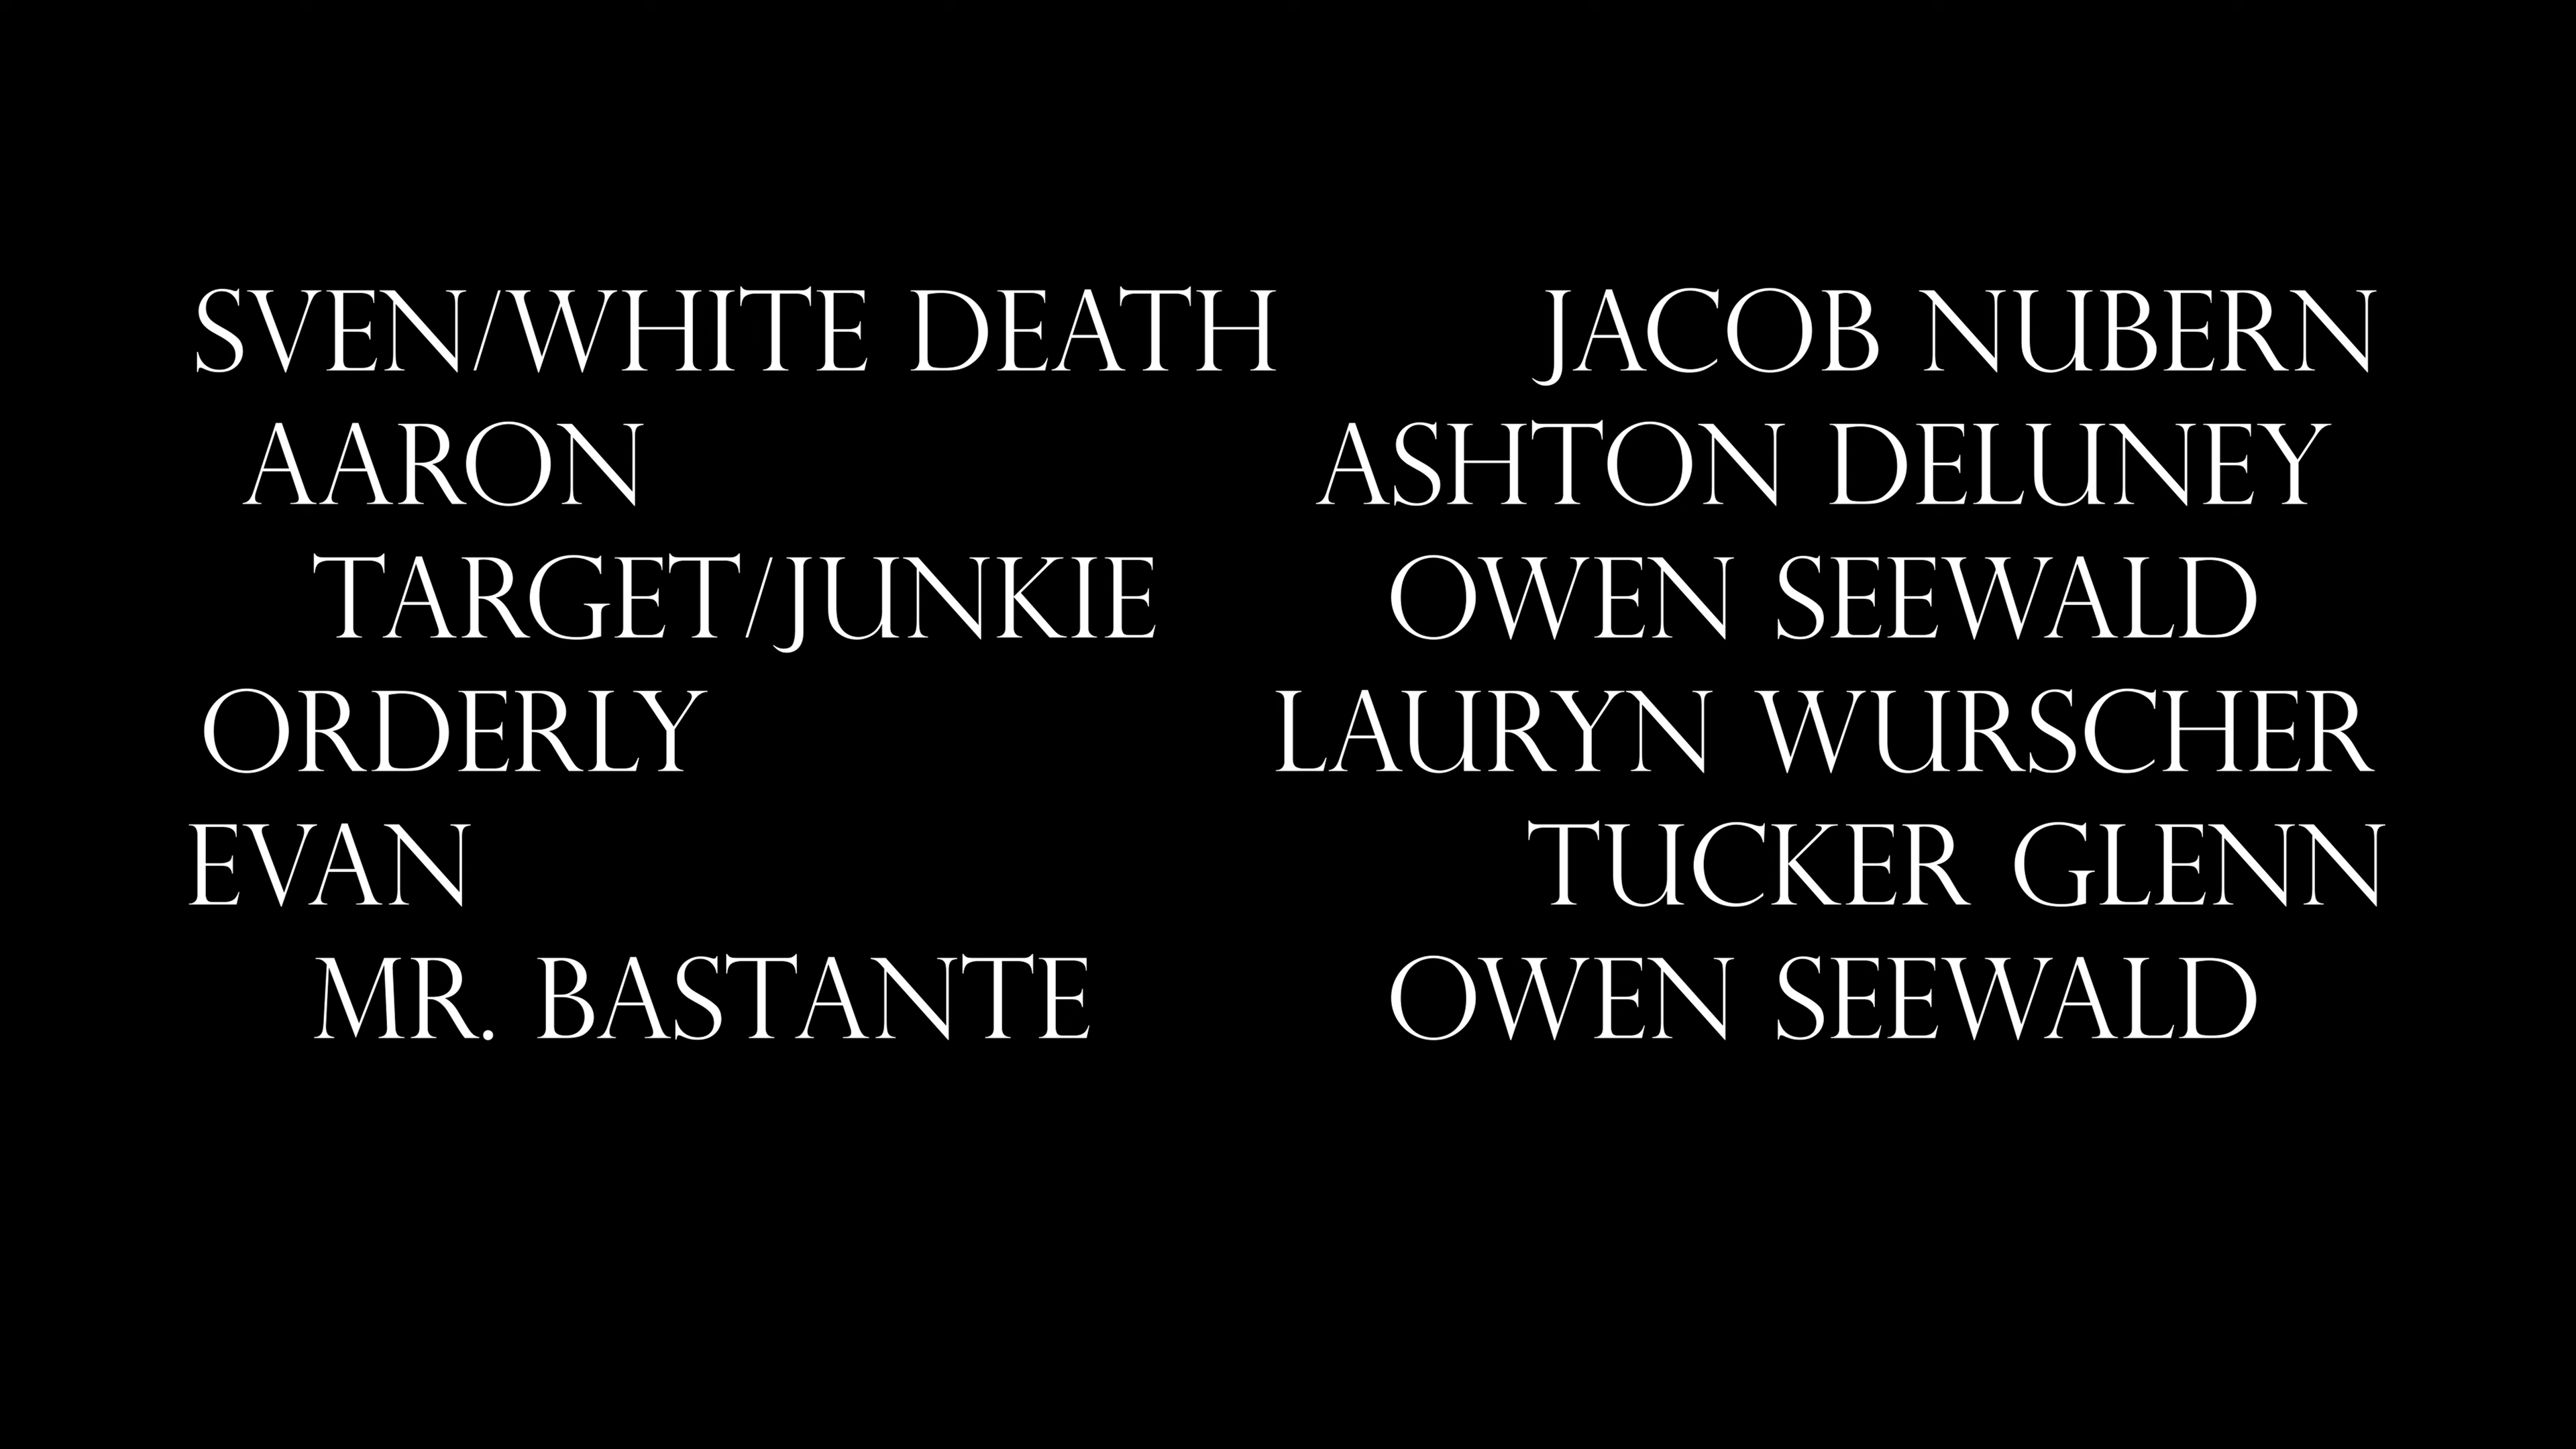 SVEN/WHITE DEATH JACOB NUBERN
AARON ASHTON DELUNEY
TARGET/JUNKIE OWEN SEEWALD
ORDERLY LAURYN WURSCHER
EVAN TUCKER GLENN
MR. BASTANTE OWEN SEEWALD